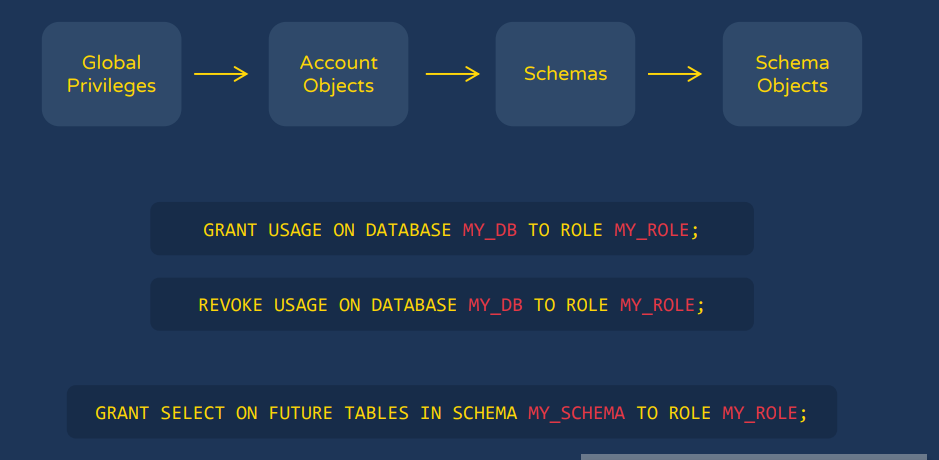 Global
Privileges
Account
Objects
Schemas
Schema
Objects
GRANT USAGE ON DATABASE MY_DB TO ROLE MY_ROLE;
REVOKE USAGE ON DATABASE MY_DB TO ROLE MY_ROLE;
GRANT SELECT ON FUTURE TABLES IN SCHEMA MY_SCHEMA TO ROLE MY_ROLE;